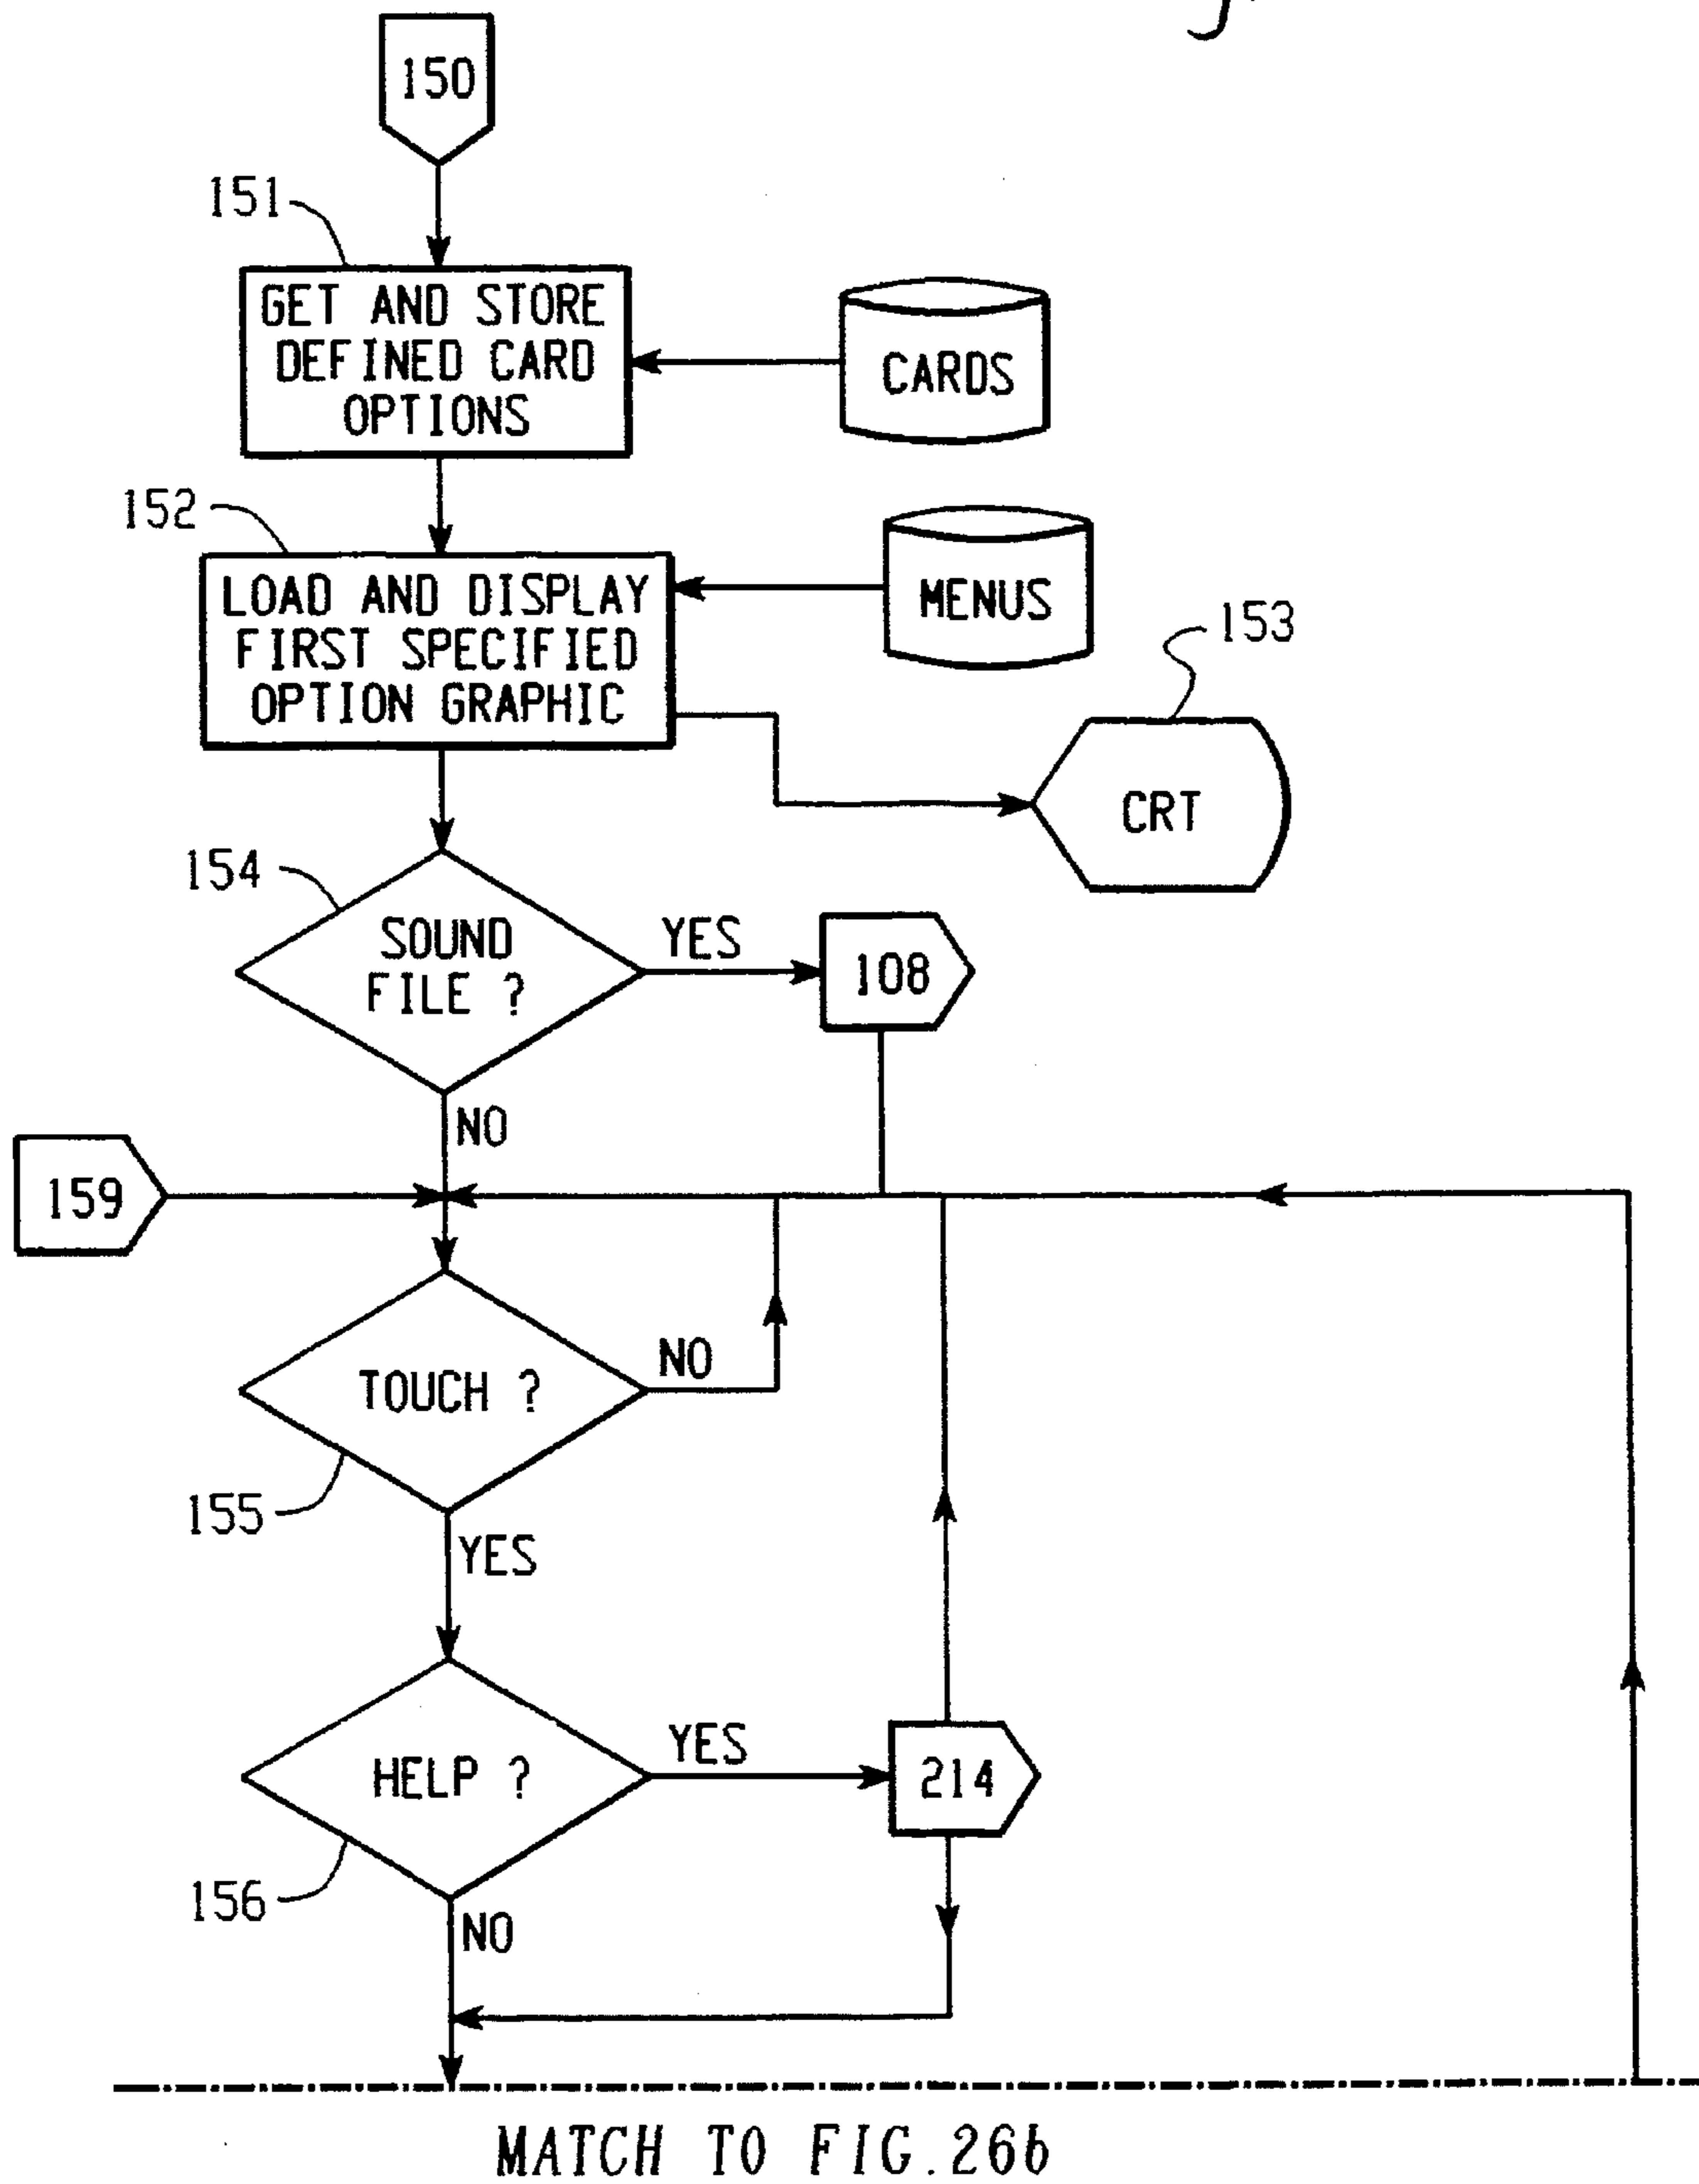 150
151
GET AND STORE
DEFINED CARD
OPTIONS
CARDS
152
LOAD AND DISPLAY
FIRST SPECIFIED
OPTION GRAPHIC
MENUS
153
CRT
154
SOUND
FILE ?
YES
108
NO
159
TOUCH ?
NO
155
YES
HELP ?
YES
214
156
NO
MATCH TO FIG. 26b